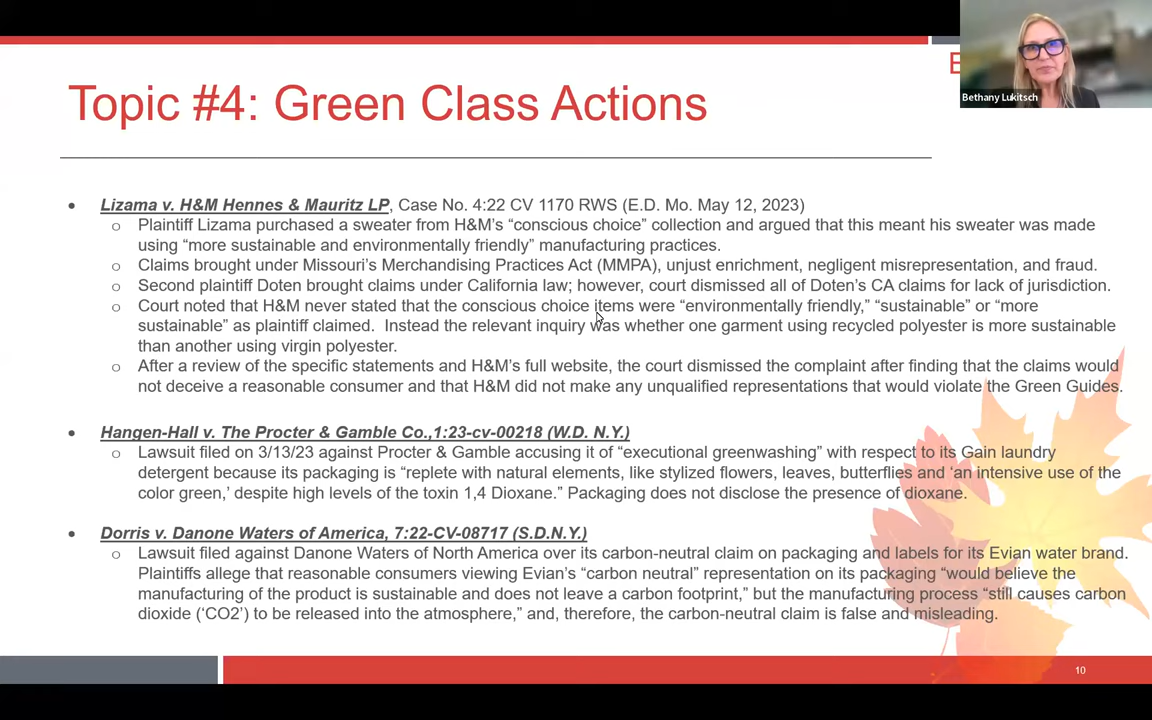 E
Bethany Lukitsch
Topic #4: Green Class Actions
• Lizama v. H&M Hennes & Mauritz LP, Case No. 4:22 CV 1170 RWS (E.D. Mo. May 12, 2023)
o Plaintiff Lizama purchased a sweater from H&M's “conscious choice” collection and argued that this meant his sweater was made
using “more sustainable and environmentally friendly” manufacturing practices.
o Claims brought under Missouri's Merchandising Practices Act (MMPA), unjust enrichment, negligent misrepresentation, and fraud.
o Second plaintiff Doten brought claims under California law; however, court dismissed all of Doten's CA claims for lack of jurisdiction.
o Court noted that H&M never stated that the conscious choice items were “environmentally friendly,” “sustainable” or “more
sustainable” as plaintiff claimed. Instead the relevant inquiry was whether one garment using recycled polyester is more sustainable
than another using virgin polyester.
o After a review of the specific statements and H&M's full website, the court dismissed the complaint after finding that the claims would
not deceive a reasonable consumer and that H&M did not make any unqualified representations that would violate the Green Guides.
• Hangen-Hall v. The Procter & Gamble Co.,1:23-cv-00218 (W.D. N.Y.)
o Lawsuit filed on 3/13/23 against Procter & Gamble accusing it of “executional greenwashing” with respect to its Gain laundry
detergent because its packaging is “replete with natural elements, like stylized flowers, leaves, butterflies and ‘an intensive use of the
color green,’ despite high levels of the toxin 1,4 Dioxane.” Packaging does not disclose the presence of dioxane.
• Dorris v. Danone Waters of America, 7:22-CV-08717 (S.D.N.Y.)
o Lawsuit filed against Danone Waters of North America over its carbon-neutral claim on packaging and labels for its Evian water brand.
Plaintiffs allege that reasonable consumers viewing Evian's “carbon neutral” representation on its packaging “would believe the
manufacturing of the product is sustainable and does not leave a carbon footprint,” but the manufacturing process “still causes carbon
dioxide (‘CO2’) to be released into the atmosphere,” and, therefore, the carbon-neutral claim is false and misleading.
10